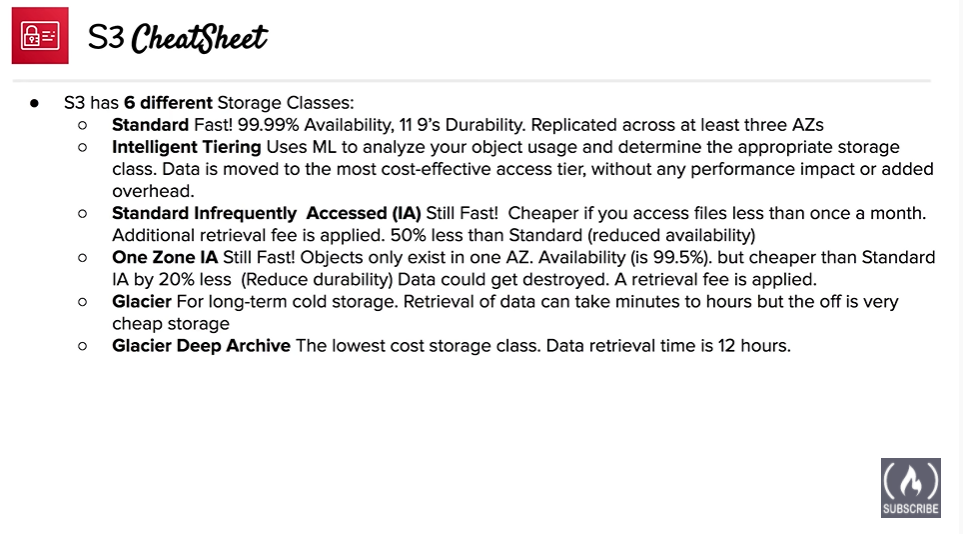 S3 CheatSheet
● S3 has 6 different Storage Classes:
○ Standard Fast! 99.99% Availability, 11 9’s Durability. Replicated across at least three AZs
○ Intelligent Tiering Uses ML to analyze your object usage and determine the appropriate storage
class. Data is moved to the most cost-effective access tier, without any performance impact or added
overhead.
○ Standard Infrequently Accessed (IA) Still Fast! Cheaper if you access files less than once a month.
Additional retrieval fee is applied. 50% less than Standard (reduced availability)
○ One Zone IA Still Fast! Objects only exist in one AZ. Availability (is 99.5%). but cheaper than Standard
IA by 20% less (Reduce durability) Data could get destroyed. A retrieval fee is applied.
○ Glacier For long-term cold storage. Retrieval of data can take minutes to hours but the off is very
cheap storage
○ Glacier Deep Archive The lowest cost storage class. Data retrieval time is 12 hours.
SUBSCRIBE